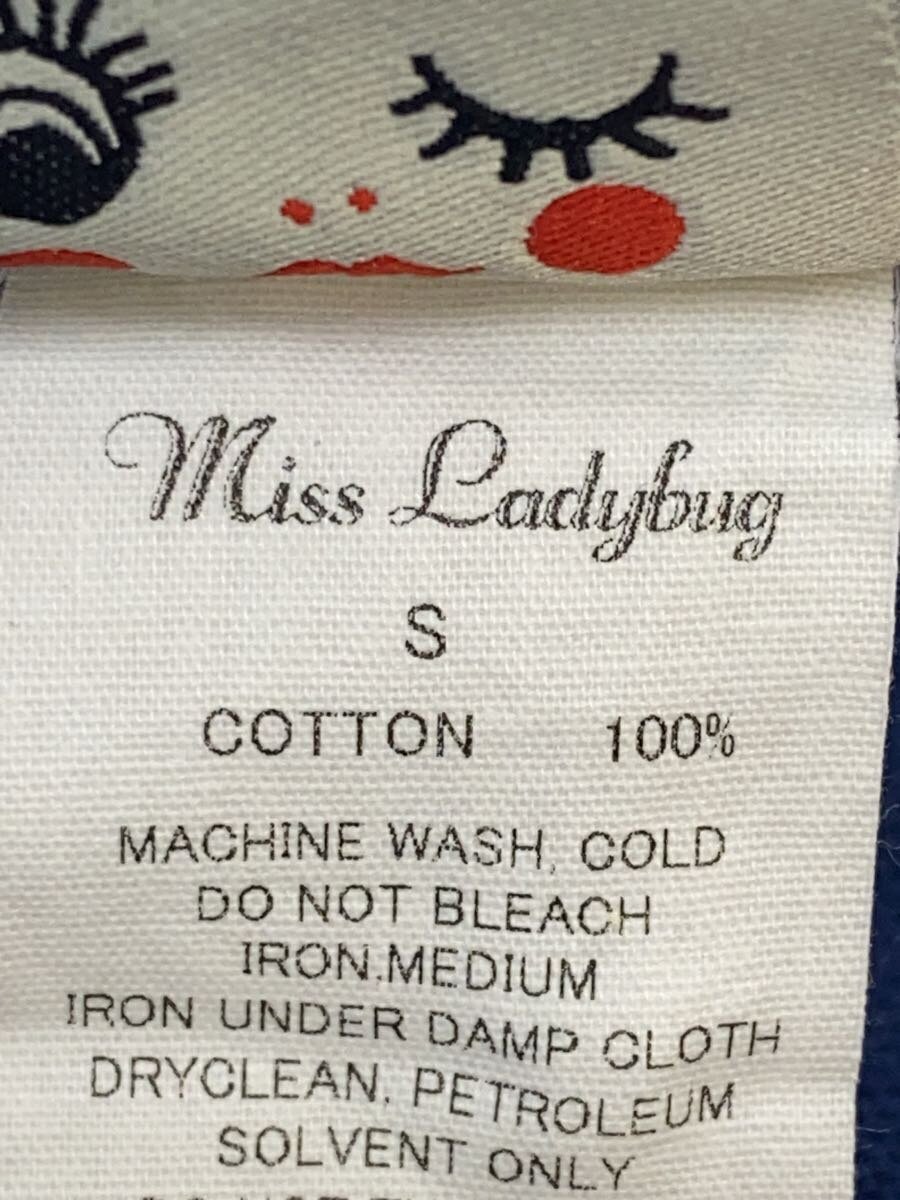 Miss Ladybug
S
COTTON 100%
MACHINE WASH, COLD
DO NOT BLEACH
IRON.MEDIUM
IRON UNDER DAMP CLOTH
DRYCLEAN. PETROLEUM
SOLVENT ONLY